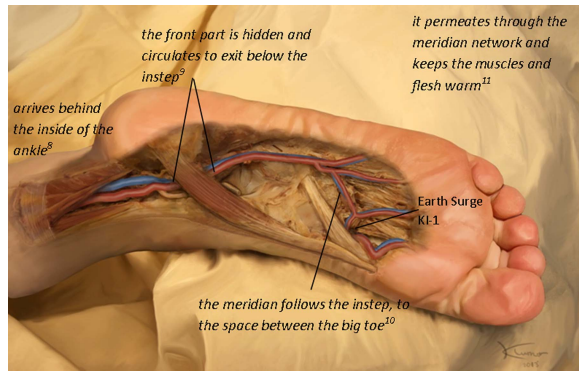 the front part is hidden and
circulates to exit below the
instep9
it permeates through the
meridian network and
keeps the muscles and
flesh warm11
arrives behind
the inside of the
ankle8
Earth Surge
KI-1
the meridian follows the instep, to
the space between the big toe10